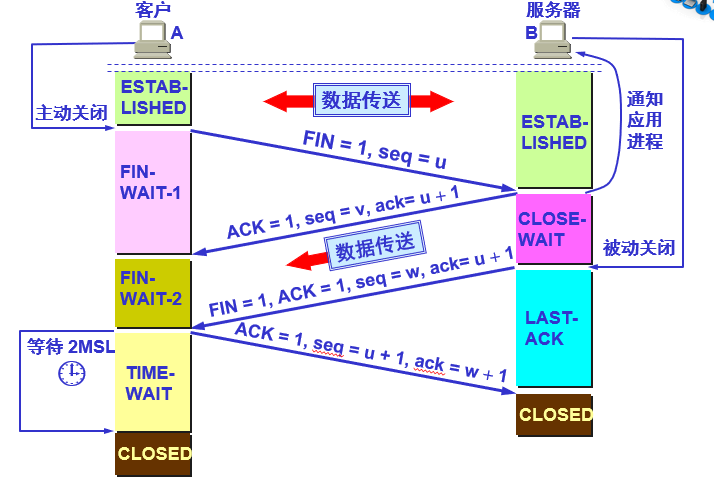 客户
A
服务器
B
ESTAB-
LISHED
主动关闭
数据传送
ESTAB-
LISHED
通知
应用
进程
FIN = 1, seq = u
FIN-
WAIT-1
ACK = 1, seq = v, ack= u + 1
CLOSE-
WAIT
数据传送
被动关闭
FIN-
WAIT-2
FIN = 1, ACK = 1, seq = w, ack= u + 1
LAST-
ACK
等待 2MSL
ACK = 1, seq = u + 1, ack = w + 1
TIME-
WAIT
CLOSED
CLOSED